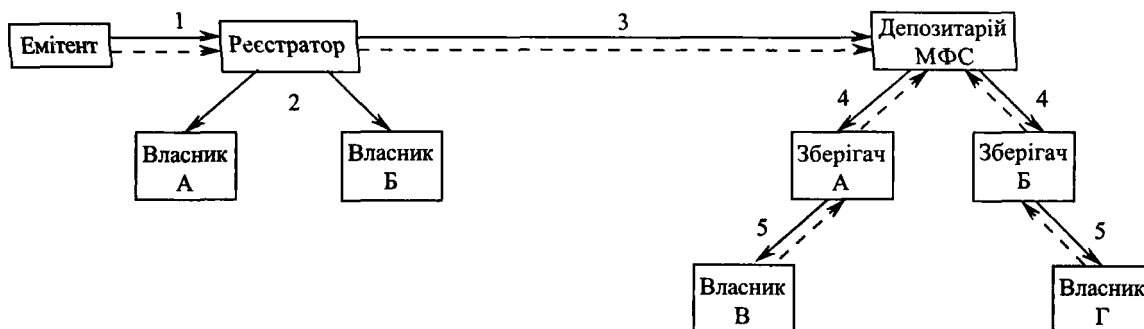 1
3
Емітент
Реєстратор
Депозитарій
МФС
2
4
4
Власник
А
Власник
Б
Зберігач
А
Зберігач
Б
5
5
Власник
В
Власник
Г